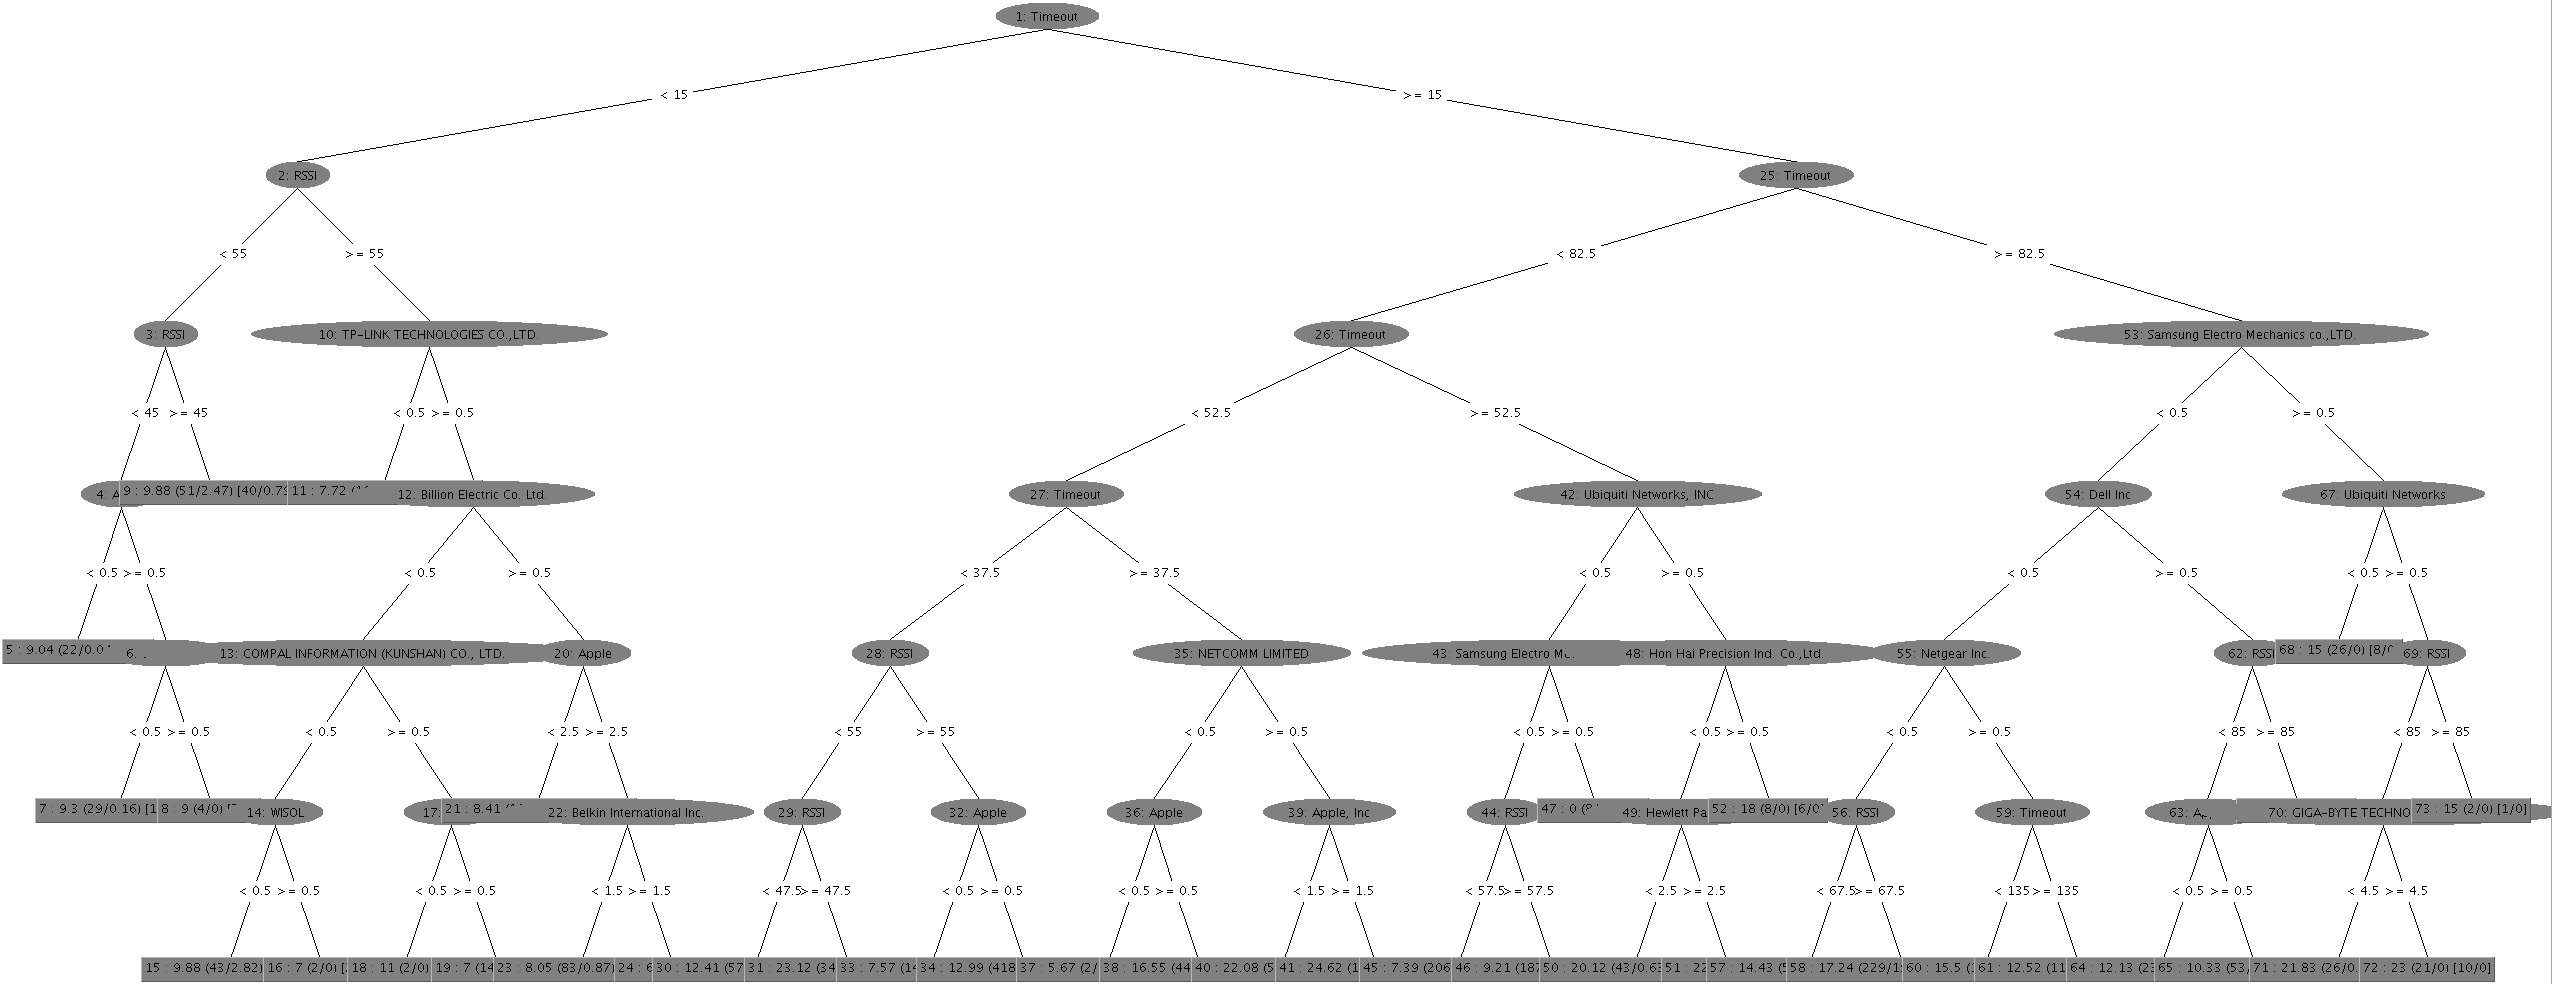 1: Timeout
< 15
>= 15
2: RSSI
25: Timeout
< 55
>= 55
< 82.5
>= 82.5
3: RSSI
10: TP-LINK TECHNOLOGIES CO.,LTD.
26: Timeout
53: Samsung Electro Mechanics co.,LTD.
< 45
>= 45
< 0.5
>= 0.5
< 52.5
>= 52.5
< 0.5
>= 0.5
4:
9 : 9.88 (51/2.47) [40/0.79
11 : 7.72
12: Billion Electric Co. Ltd.
27: Timeout
42: Ubiquiti Networks, INC
54: Dell Inc
67: Ubiquiti Networks
< 0.5
>= 0.5
< 0.5
>= 0.5
< 37.5
>= 37.5
< 0.5
>= 0.5
< 0.5
>= 0.5
< 0.5
>= 0.5
5 : 9.04 (22/0.0
6:
13: COMPAL INFORMATION (KUNSHAN) CO., LTD.
20: Apple
28: RSSI
35: NETCOMM LIMITED
43: Samsung Electro
48: Hon Hai Precision Ind. Co.,Ltd.
55: Netgear Inc.
62: RSSI
68 : 15 (26/0) [8/
69: RSSI
< 0.5
>= 0.5
< 0.5
>= 0.5
< 2.5
>= 2.5
< 55
>= 55
< 0.5
>= 0.5
< 0.5
>= 0.5
< 0.5
>= 0.5
< 0.5
>= 0.5
< 85
>= 85
< 85
>= 85
7 : 9.3 (29/0.16) [1
8 : 9 (4/0)
14: WISOL
17:
21 : 8.41
22: Belkin International Inc.
29: RSSI
32: Apple
36: Apple
39: Apple, Inc
44: RSSI
47 : 0
49: Hewlett Pa
52 : 18 (8/0) [6/0
56: RSSI
59: Timeout
63:
70: GIGA-BYTE TECHNO
73 : 15 (2/0) [1/0]
< 0.5
>= 0.5
< 0.5
>= 0.5
< 1.5
>= 1.5
< 47.5
>= 47.5
< 0.5
>= 0.5
< 0.5
>= 0.5
< 1.5
>= 1.5
< 57.5
>= 57.5
< 2.5
>= 2.5
< 67.5
>= 67.5
< 135
>= 135
< 0.5
>= 0.5
< 4.5
>= 4.5
15 : 9.88 (43/2.82)
16 : 7 (2/0)
18 : 11 (2/0)
19 : 7 (14
23 : 8.05 (83/0.87)
24 : 6
30 : 12.41 (57
31 : 23.12 (34
33 : 7.57 (14
34 : 12.99 (418
37 : 5.67 (2/
38 : 16.55 (44
40 : 22.08 (5
41 : 24.62 (1
45 : 7.39 (206
46 : 9.21 (187
50 : 20.12 (43/0.63
51 : 22
57 : 14.43 (5
58 : 17.24 (229/1
60 : 15.5
61 : 12.52 (11
64 : 12.13 (23
65 : 10.33 (53
71 : 21.83 (26/0.
72 : 23 (21/0) [10/0]